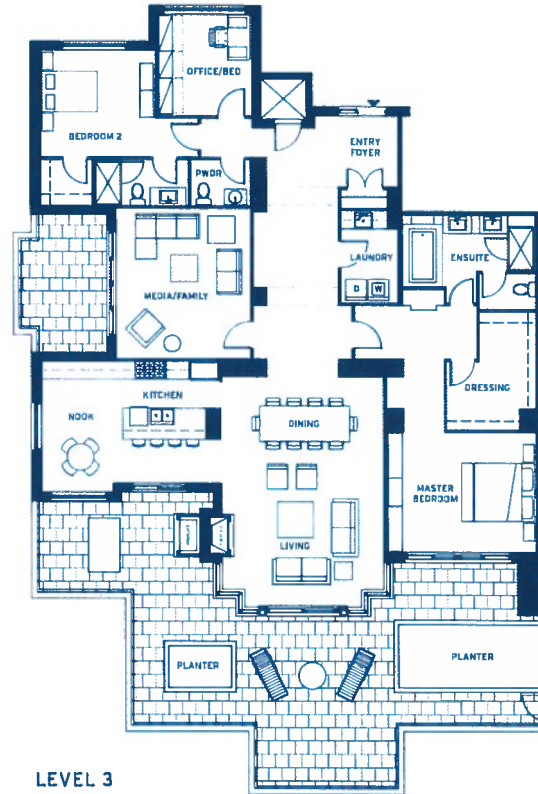 OFFICE/BED
BEDROOM 2
ENTRY
FOYER
PWDR
LAUNDRY
ENSUITE
D
W
MEDIA/FAMILY
KITCHEN
DRESSING
NOOK
DINING
MASTER
BEDROOM
LIVING
PLANTER
PLANTER
LEVEL 3